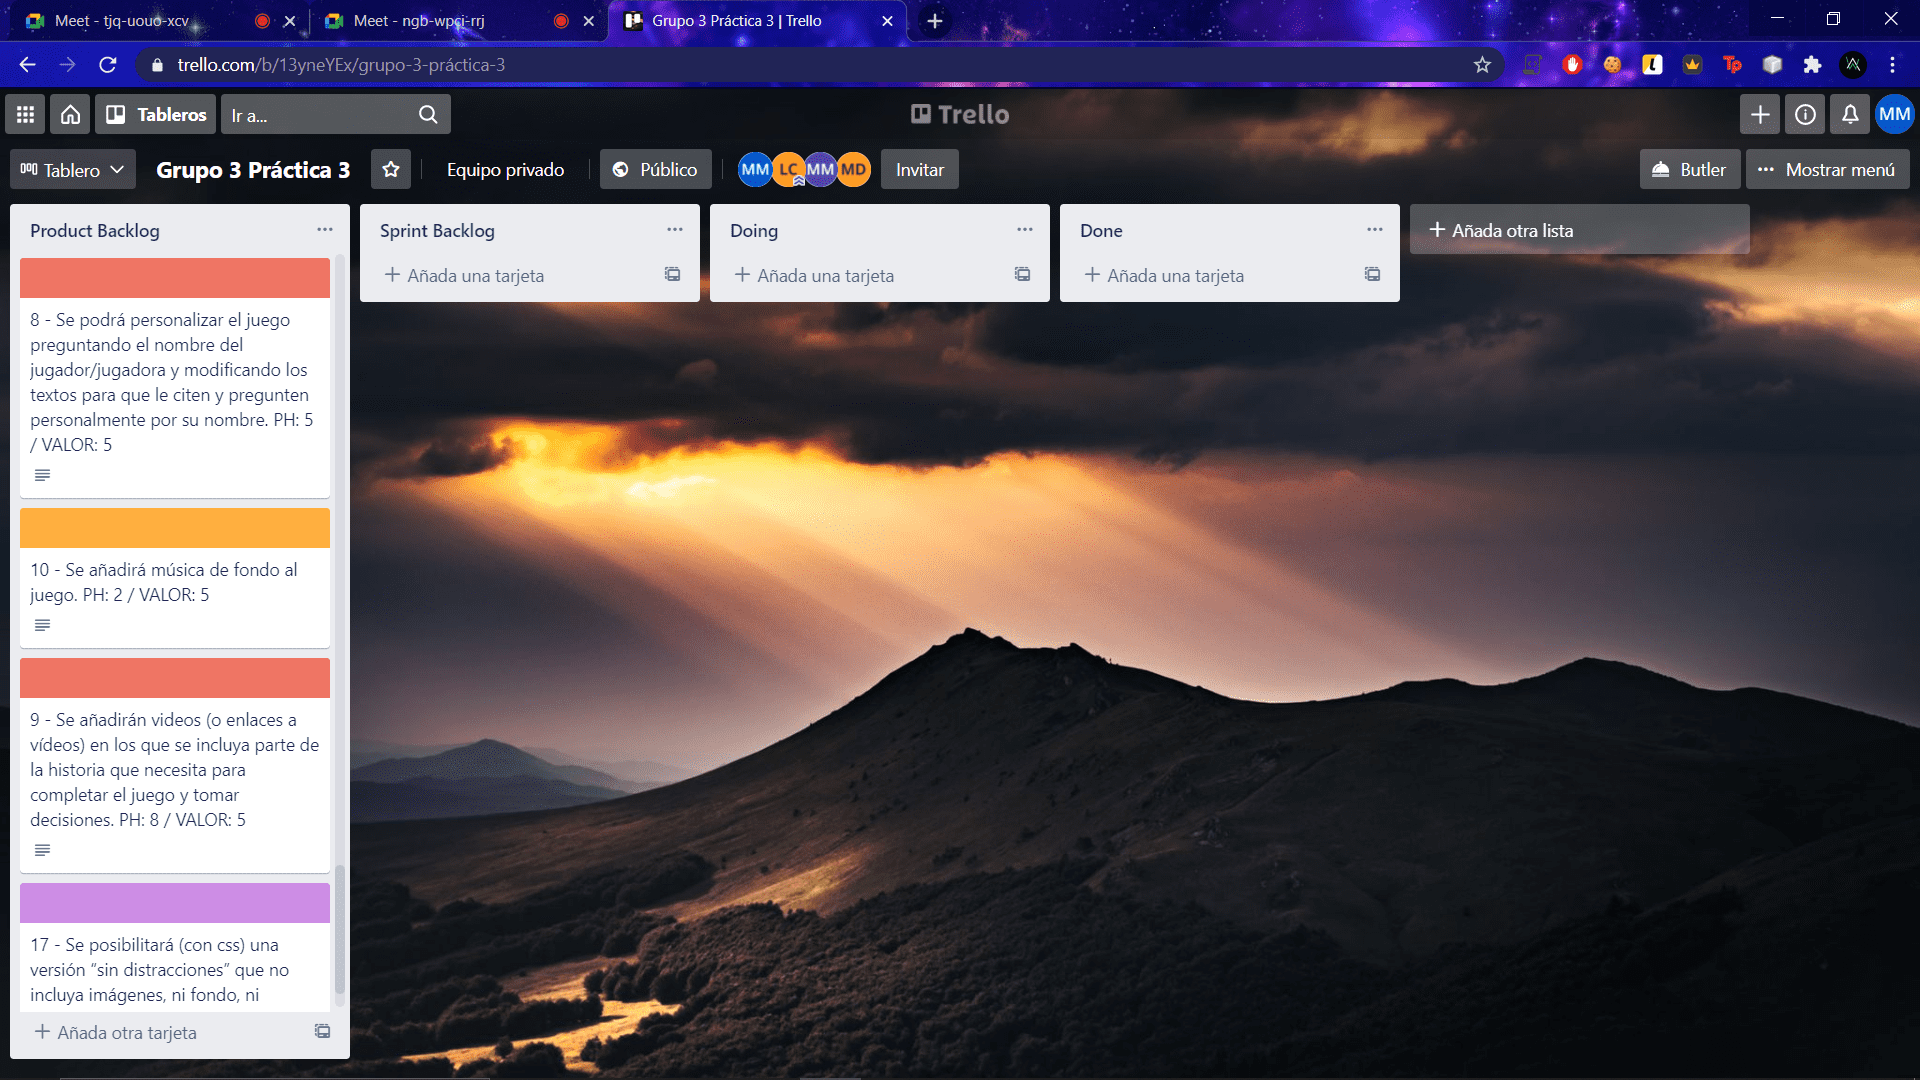 Meet - tjq-uouo-xcv
Meet - ngb-wpci-rrj
Grupo 3 Práctica 3 | Trello
trello.com/b/13yneYEx/grupo-3-práctica-3
Tableros
Ir a...
Trello
MM
Tablero
Grupo 3 Práctica 3
Equipo privado
Público
MM LC MM MD
Invitar
Butler
Mostrar menú
Product Backlog
8 - Se podrá personalizar el juego
preguntando el nombre del
jugador/jugadora y modificando los
textos para que le citen y pregunten
personalmente por su nombre. PH: 5
/ VALOR: 5
10 - Se añadirá música de fondo al
juego. PH: 2 / VALOR: 5
9 - Se añadirán videos (o enlaces a
vídeos) en los que se incluya parte de
la historia que necesita para
completar el juego y tomar
decisiones. PH: 8 / VALOR: 5
17 - Se posibilitará (con css) una
versión “sin distracciones” que no
incluya imágenes, ni fondo, ni
Añada otra tarjeta
Sprint Backlog
Añada una tarjeta
Doing
Añada una tarjeta
Done
Añada una tarjeta
Añada otra lista